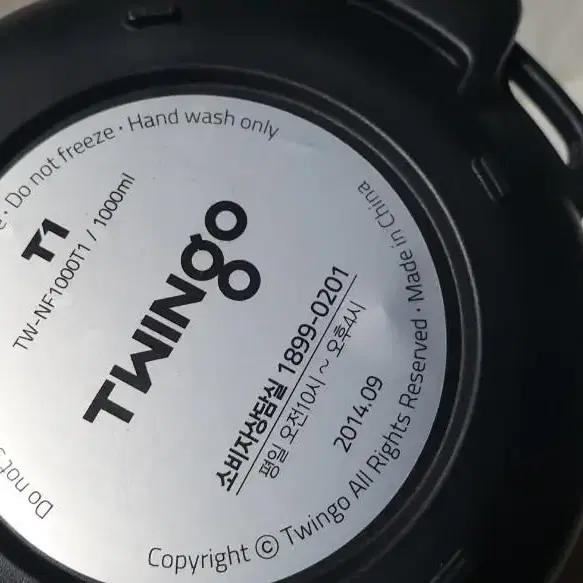 T1
TW-NF1000T1 / 1000ml
TWINgo
소비자상담실 1899-0201
평일 오전10시 ~ 오후4시
2014.09
Do not freeze · Hand wash only
Copyright © Twingo All Rights Reserved · Made in China
Do not